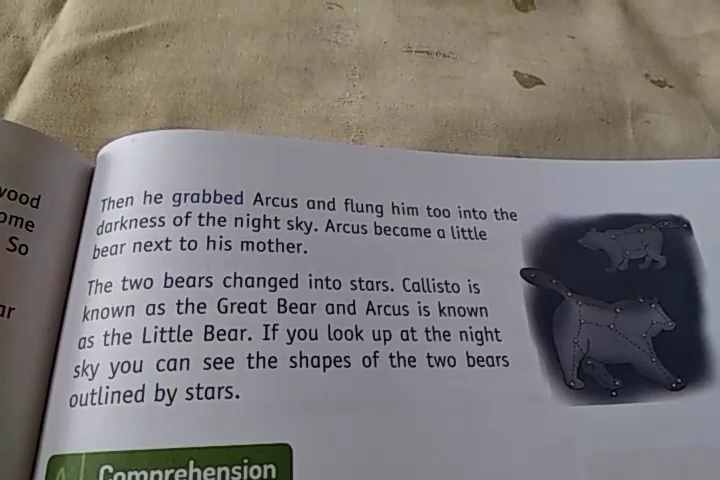 Then he grabbed Arcus and flung him too into the
darkness of the night sky. Arcus became a little
bear next to his mother.
The two bears changed into stars. Callisto is
known as the Great Bear and Arcus is known
as the Little Bear. If you look up at the night
sky you can see the shapes of the two bears
outlined by stars.
A Comprehension
So